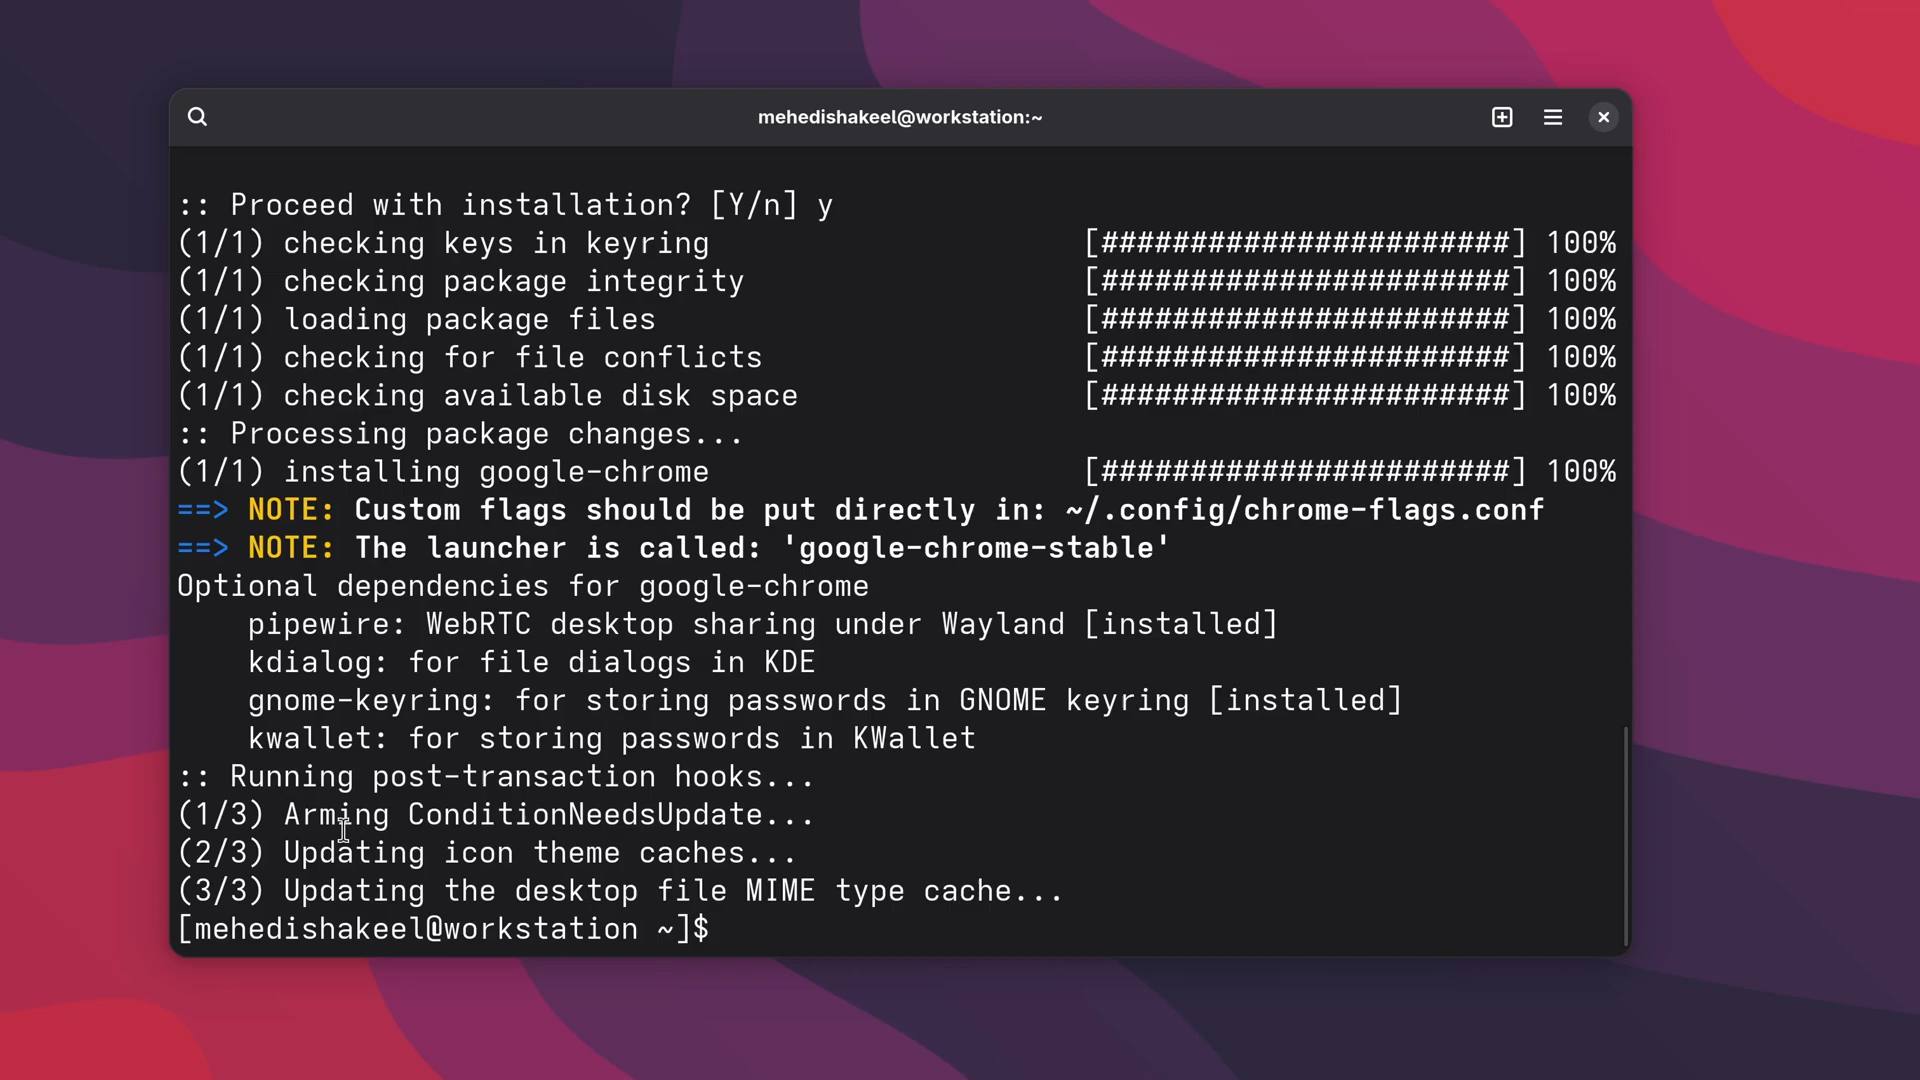 mehedishakeel@workstation:~
:: Proceed with installation? [Y/n] y
(1/1) checking keys in keyring [#######################] 100%
(1/1) checking package integrity [#######################] 100%
(1/1) loading package files [#######################] 100%
(1/1) checking for file conflicts [#######################] 100%
(1/1) checking available disk space [#######################] 100%
:: Processing package changes...
(1/1) installing google-chrome [#######################] 100%
==> NOTE: Custom flags should be put directly in: ~/.config/chrome-flags.conf
==> NOTE: The launcher is called: 'google-chrome-stable'
Optional dependencies for google-chrome
    pipewire: WebRTC desktop sharing under Wayland [installed]
    kdialog: for file dialogs in KDE
    gnome-keyring: for storing passwords in GNOME keyring [installed]
    kwallet: for storing passwords in KWallet
:: Running post-transaction hooks...
(1/3) Arming ConditionNeedsUpdate...
(2/3) Updating icon theme caches...
(3/3) Updating the desktop file MIME type cache...
[mehedishakeel@workstation ~]$